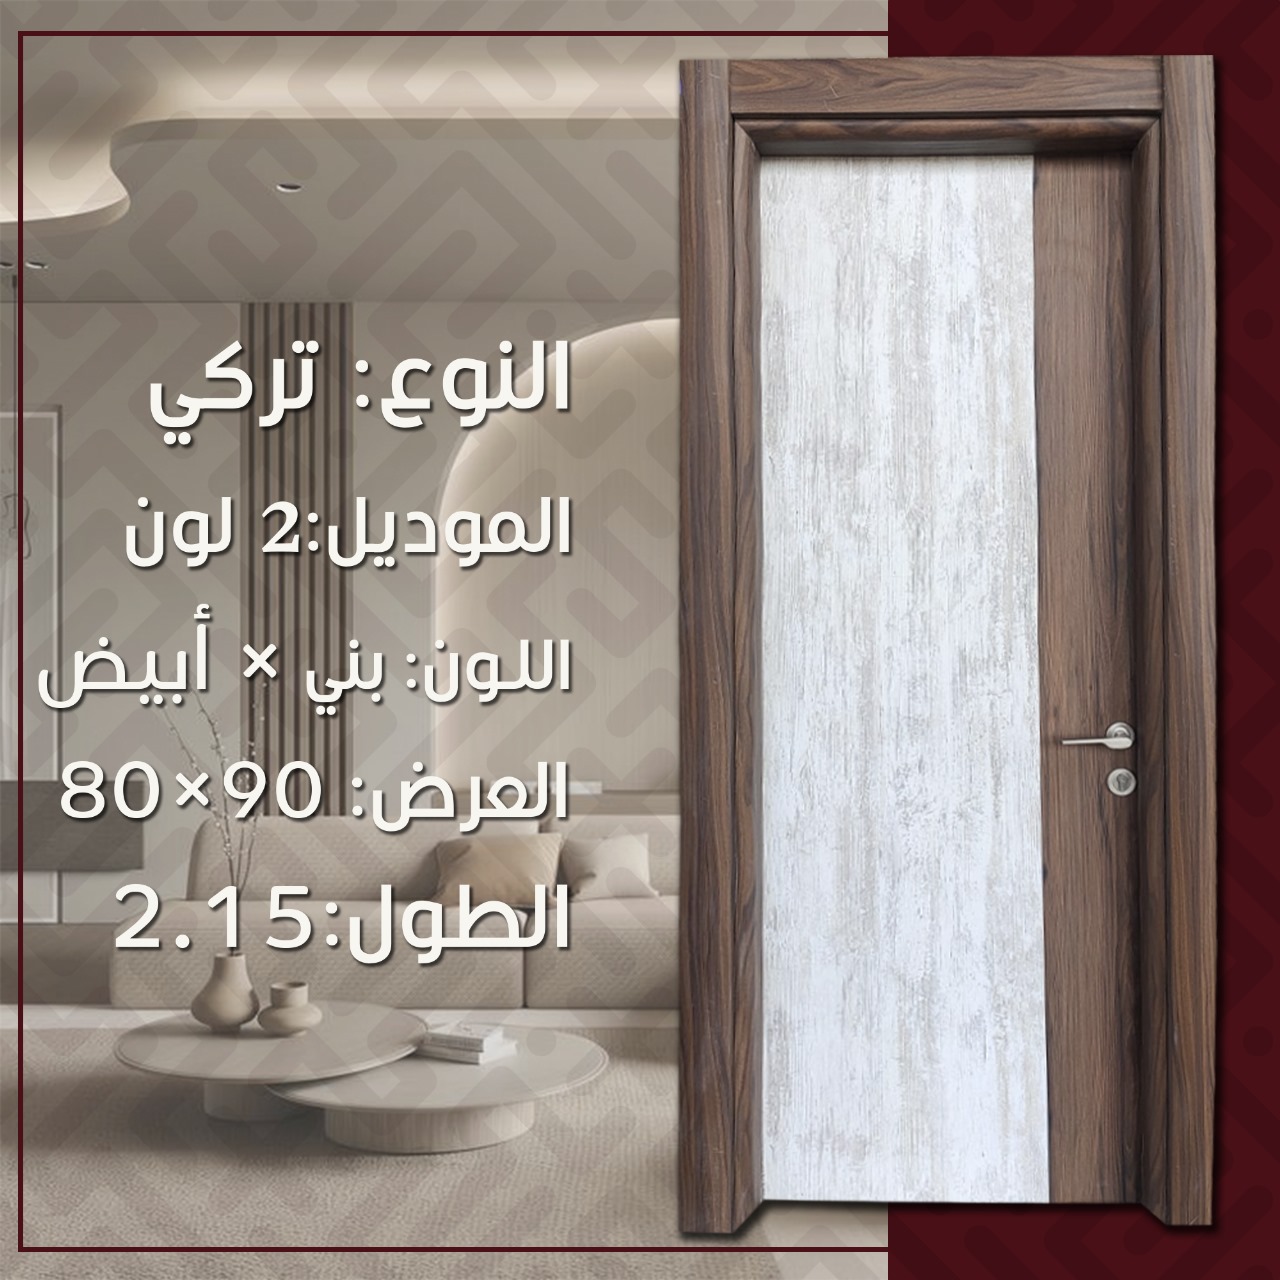 النوع: تركي
الموديل:2 لون
اللون: بني × أبيض
العرض: 90×80
الطول:2.15